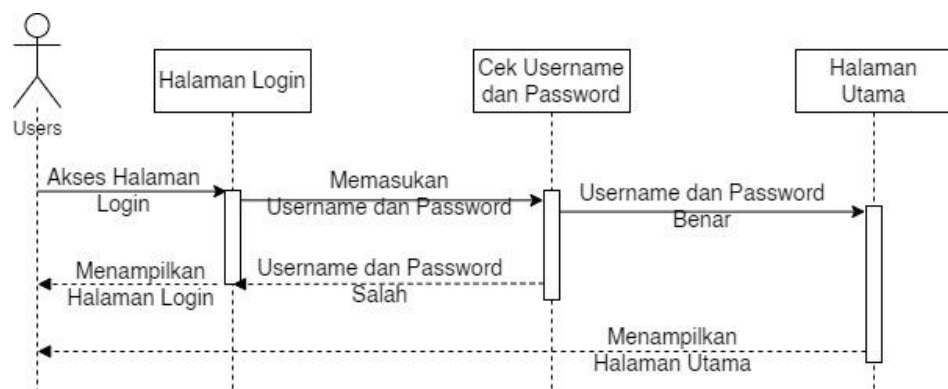 Users
Halaman Login
Cek Username
dan Password
Halaman
Utama
Akses Halaman
Login
Memasukan
Username dan Password
Username dan Password
Benar
Menampilkan
Halaman Login
Username dan Password
Salah
Menampilkan
Halaman Utama